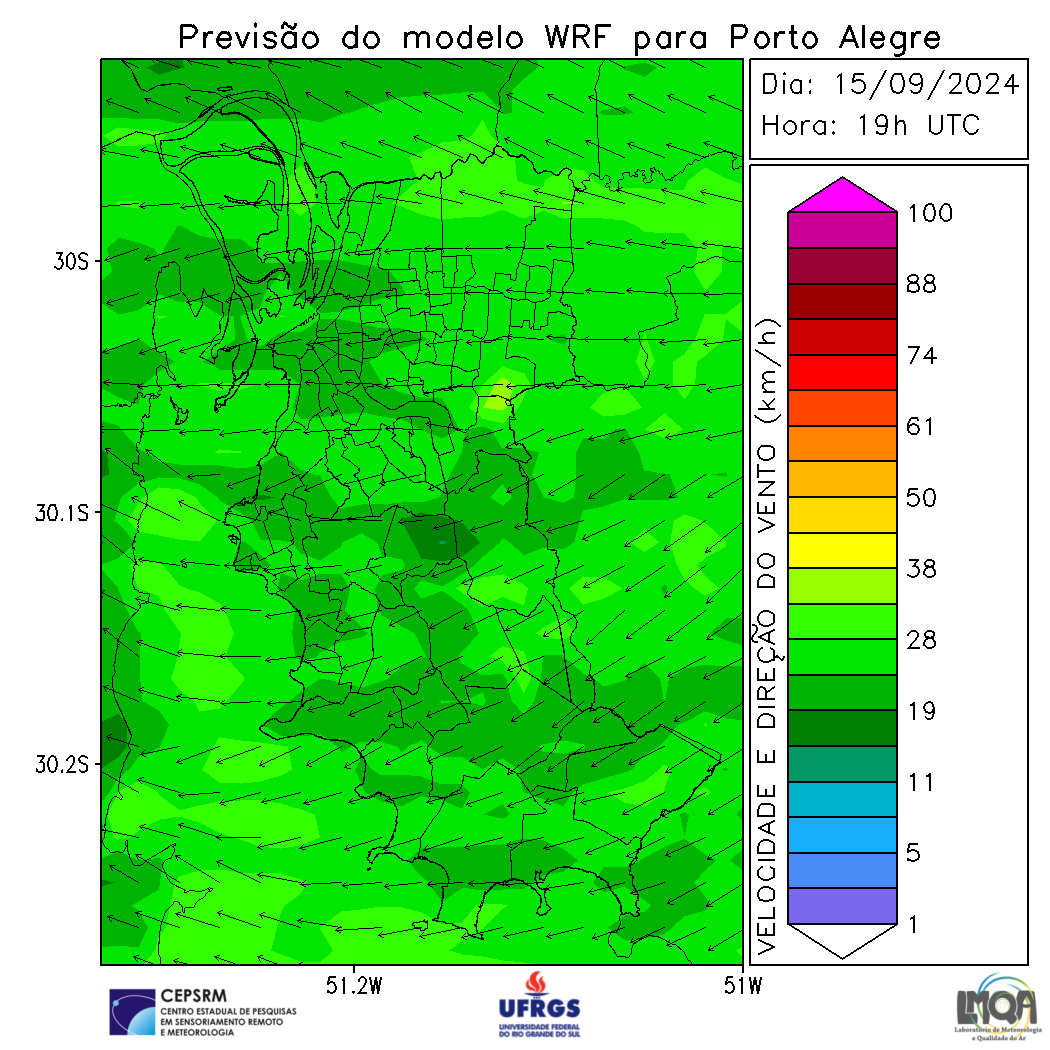 Previsão do modelo WRF para Porto Alegre
Dia: 15/09/2024
Hora: 19h UTC
30S
30.1S
30.2S
51.2W
51W
VELOCIDADE E DIREÇÃO DO VENTO (km/h)
100
88
74
61
50
38
28
19
11
5
1
CEPSRM
CENTRO ESTADUAL DE PESQUISAS
EM SENSORIAMENTO REMOTO
E METEOROLOGIA
UFRGS
UNIVERSIDADE FEDERAL
DO RIO GRANDE DO SUL
LMQA
Laboratório de Meteorologia
e Qualidade do Ar